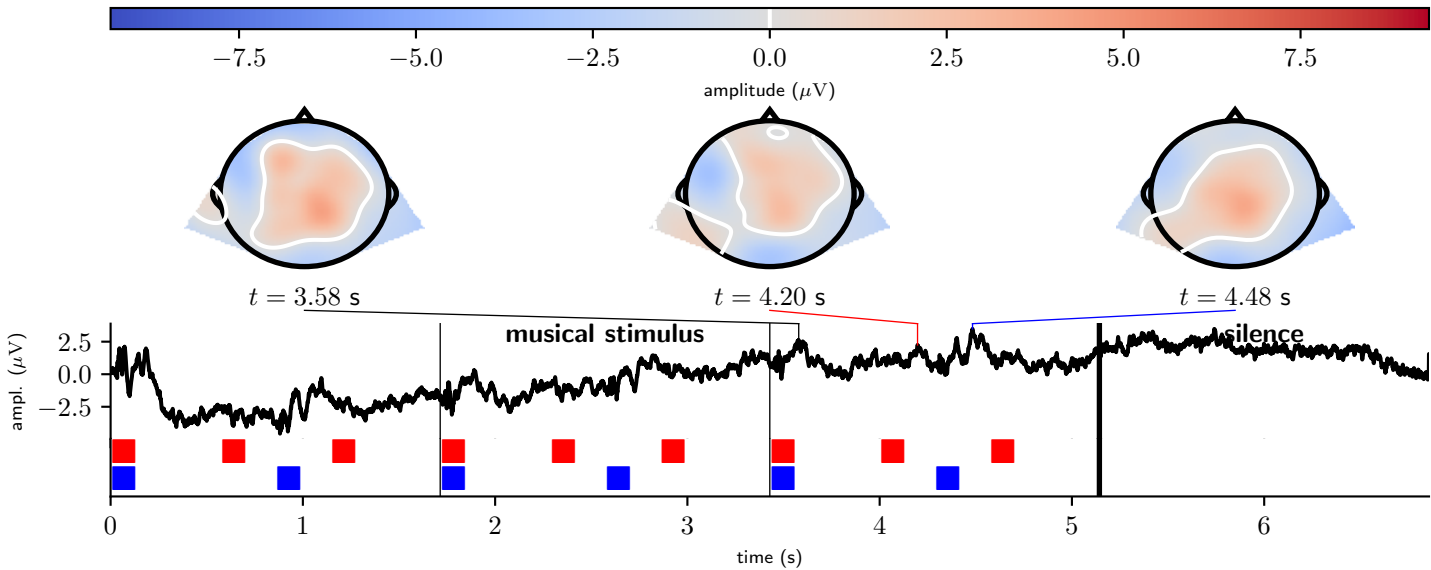 −7.5 −5.0 −2.5 0.0 2.5 5.0 7.5
amplitude (μV)
t = 3.58 s t = 4.20 s t = 4.48 s
musical stimulus silence
ampl. (μV)
2.5
0.0
−2.5
0 1 2 3 4 5 6
time (s)